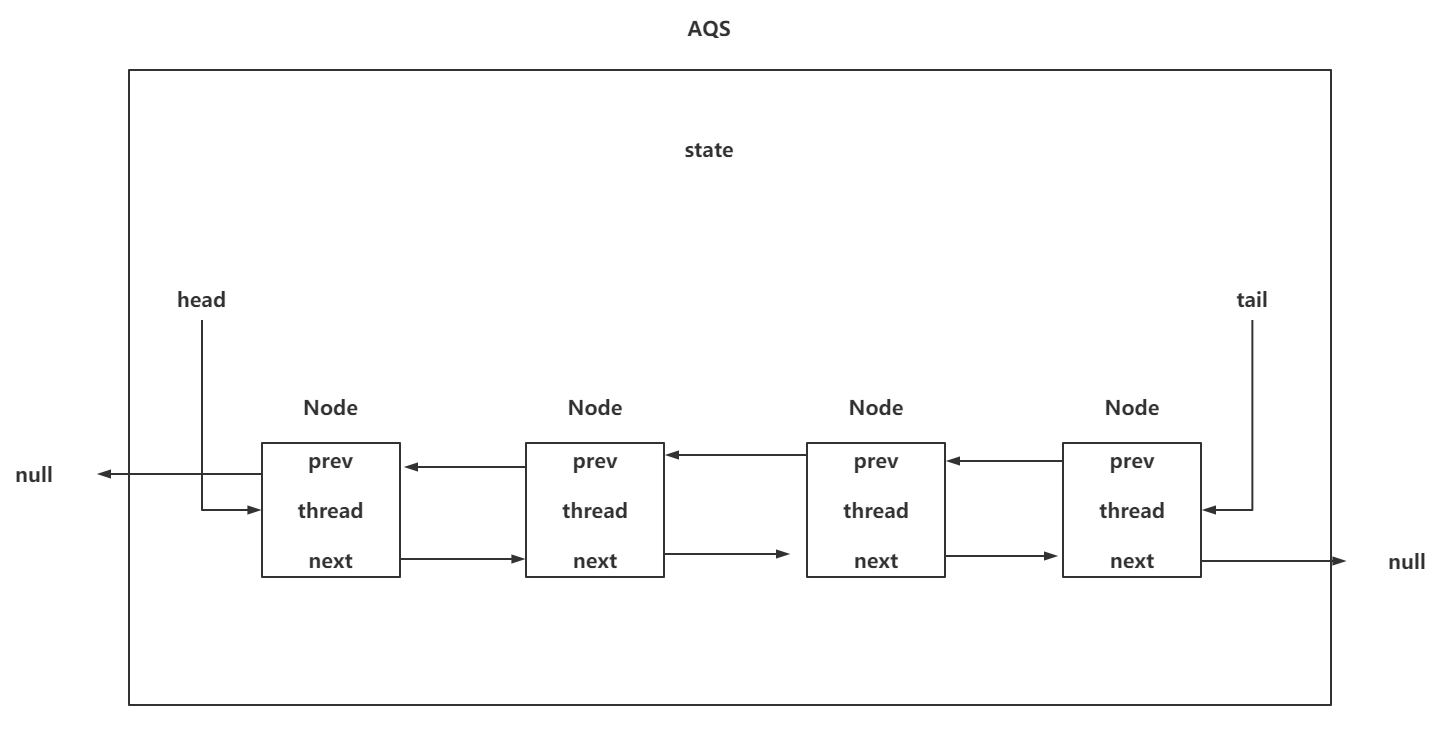 AQS
state
head
tail
Node
Node
Node
Node
null
prev
thread
next
prev
thread
next
prev
thread
next
prev
thread
next
null